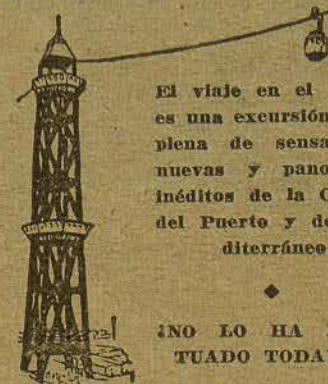 El viaje en el
es una excursión
plena de sensa
nuevas y pano
inéditos de la C
del Puerto y de
diterráneo
¿NO LO HA
TUADO TODA